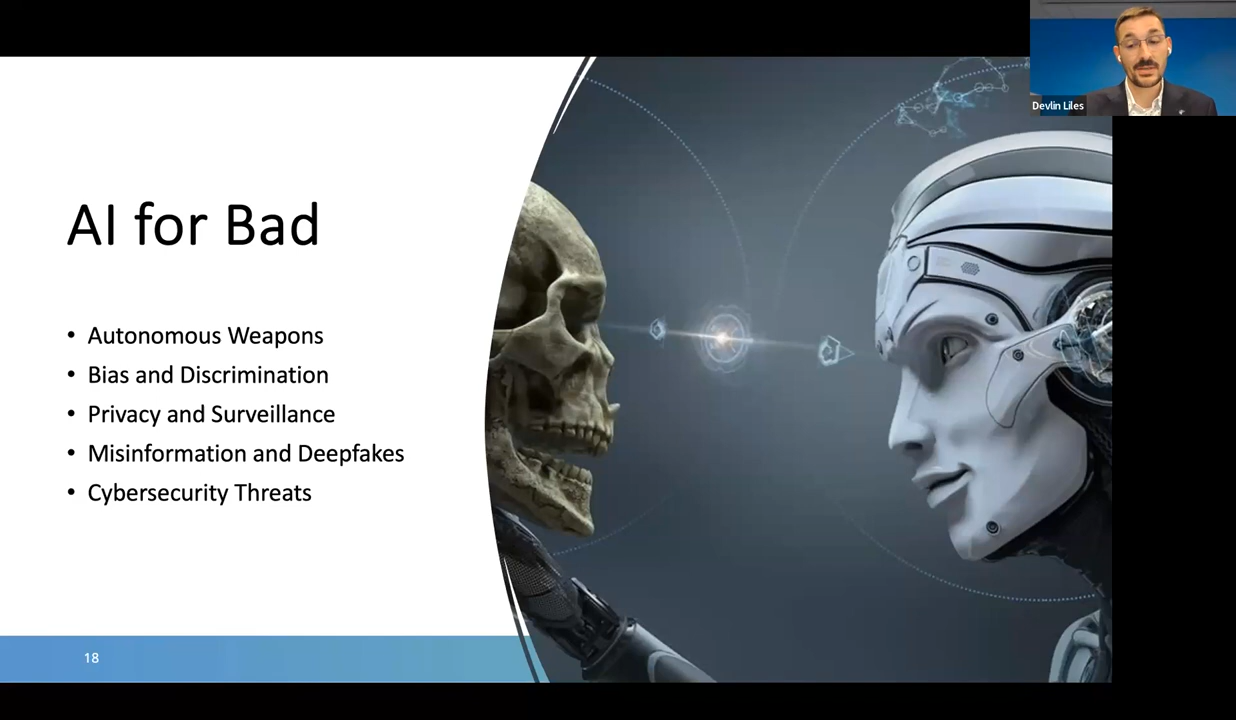 Devlin Liles
AI for Bad
• Autonomous Weapons
• Bias and Discrimination
• Privacy and Surveillance
• Misinformation and Deepfakes
• Cybersecurity Threats
18